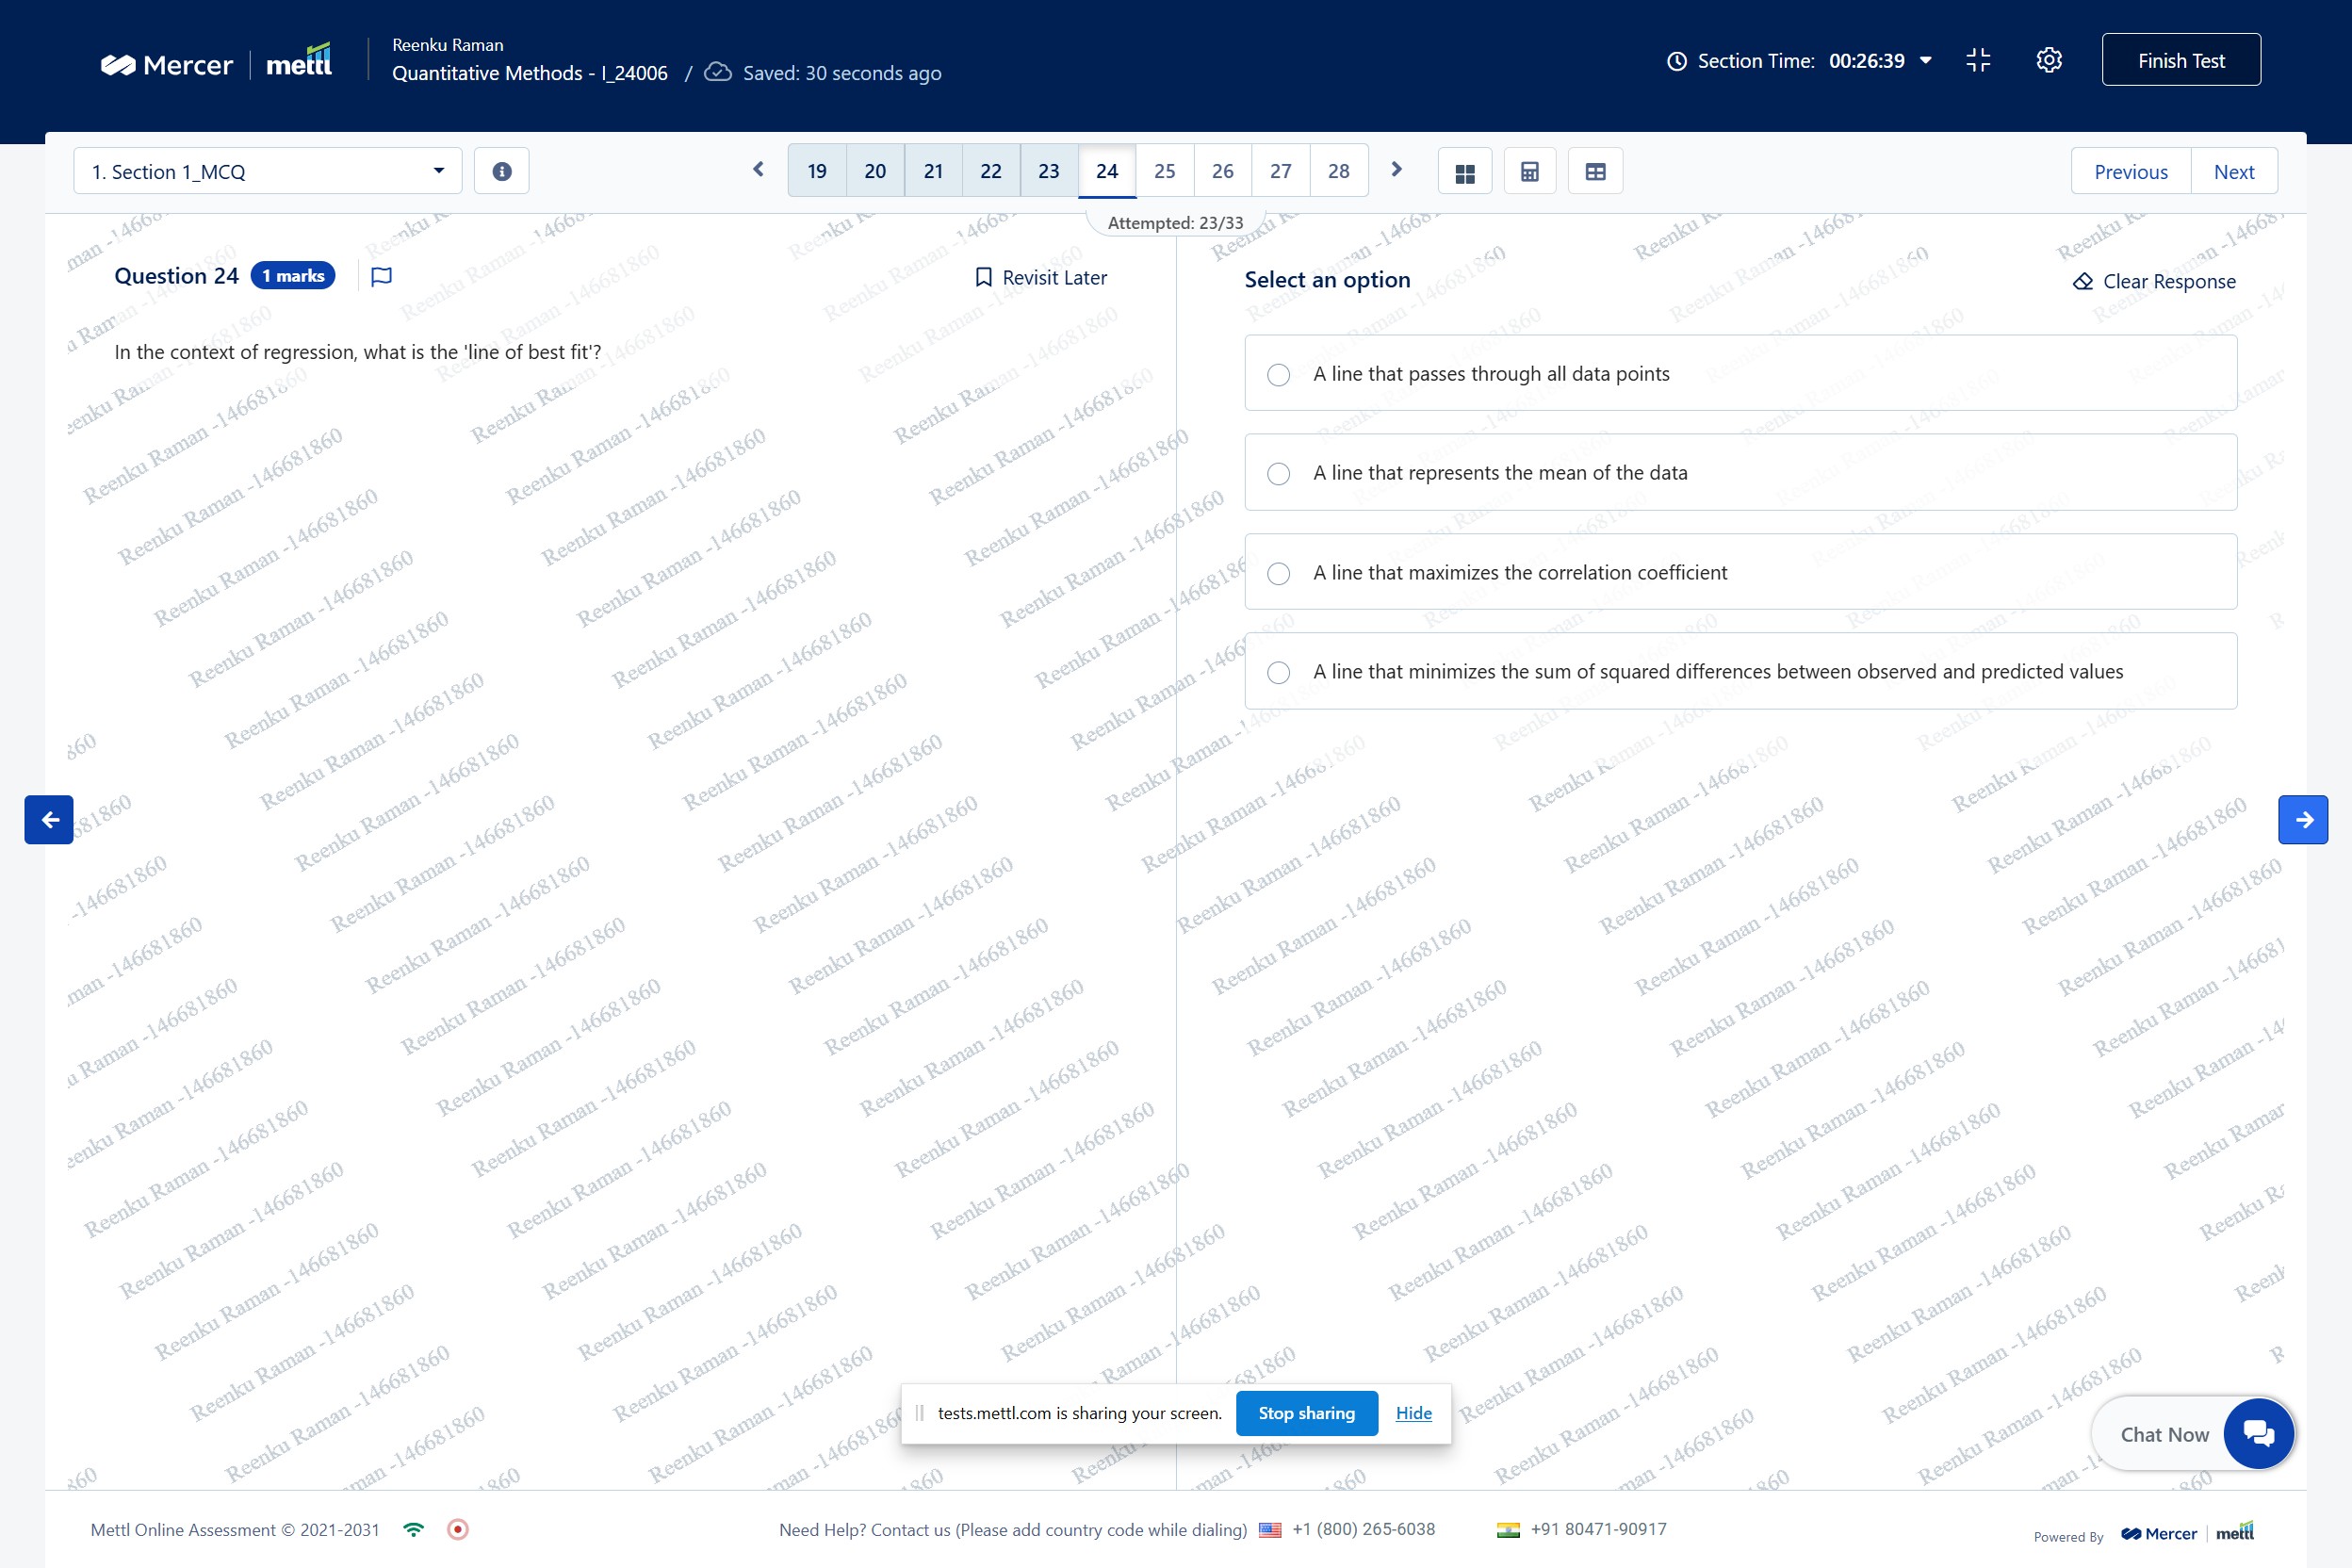 Mercer | mettl
Reenku Raman
Quantitative Methods - I_24006 / Saved: 30 seconds ago
Section Time: 00:26:39
Finish Test
1. Section 1_MCQ
19 20 21 22 23 24 25 26 27 28
Previous Next
Attempted: 23/33
Question 24 1 marks
Revisit Later
In the context of regression, what is the 'line of best fit'?
Select an option
Clear Response
A line that passes through all data points
A line that represents the mean of the data
A line that maximizes the correlation coefficient
A line that minimizes the sum of squared differences between observed and predicted values
Reenku Raman -146681860
tests.mettl.com is sharing your screen. Stop sharing Hide
Chat Now
Mettl Online Assessment © 2021-2031
Need Help? Contact us (Please add country code while dialing) +1 (800) 265-6038 +91 80471-90917
Powered By Mercer | mettl